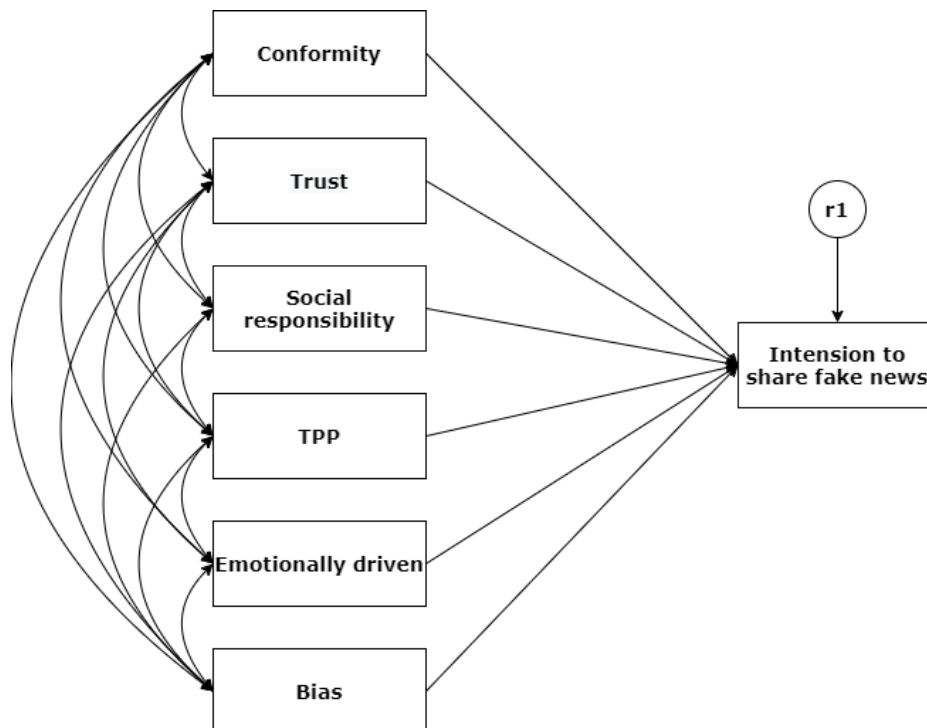 Conformity
Trust
Social
responsibility
TPP
Emotionally driven
Bias
r1
Intension to
share fake news